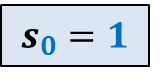 s₀ = 1